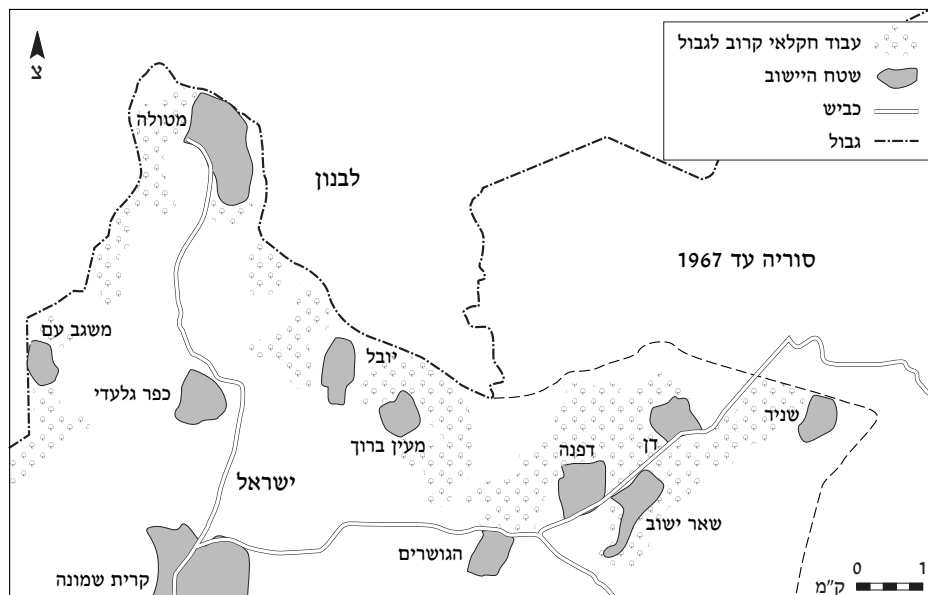 עבוד חקלאי קרוב לגבול
שטח היישוב
כביש
גבול
צ
מטולה
לבנון
סוריה עד 1967
משגב עם
יובל
כפר גלעדי
מעין ברוך
שניר
דן
דפנה
ישראל
שאר ישוב
הגושרים
קרית שמונה
0 1
ק"מ